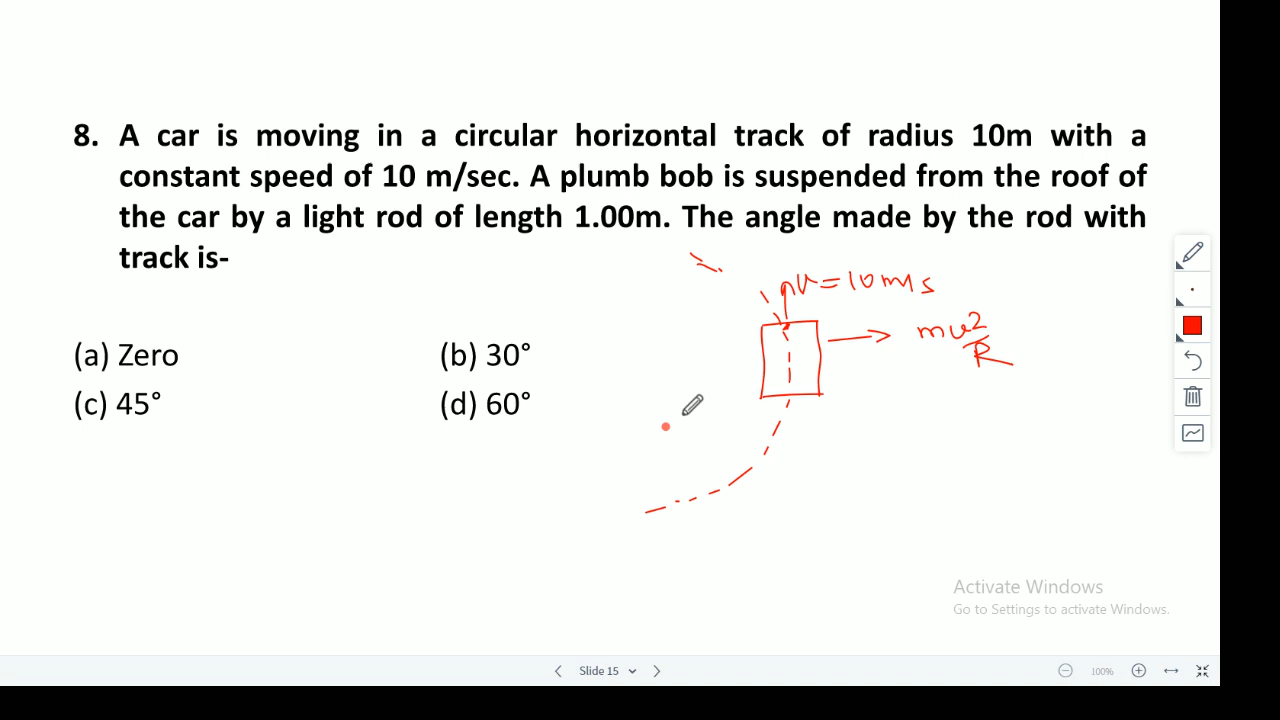 8. A car is moving in a circular horizontal track of radius 10m with a
constant speed of 10 m/sec. A plumb bob is suspended from the roof of
the car by a light rod of length 1.00m. The angle made by the rod with
track is-
v = 10 m/s
mv²/R
(a) Zero (b) 30°
(c) 45° (d) 60°
Activate Windows
Go to Settings to activate Windows.
Slide 15
100%